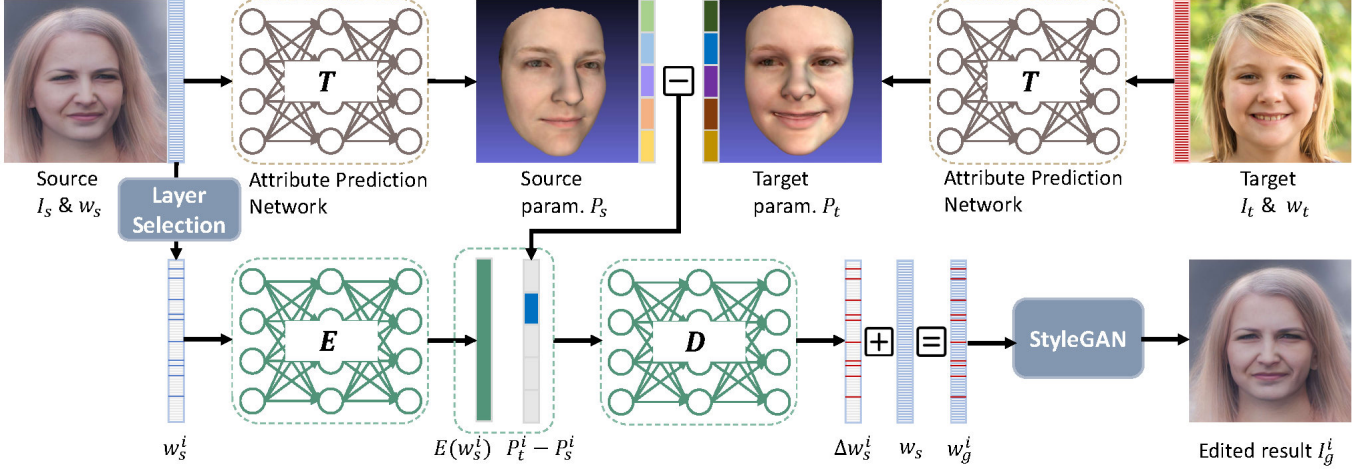 T
T
Source
I_s & w_s
Attribute Prediction
Network
Source
param. P_s
Target
param. P_t
Attribute Prediction
Network
Target
I_t & w_t
Layer
Selection
E
D
+
=
StyleGAN
w_s^i
E(w_s^i)
P_t^i − P_s^i
Δw_s^i
w_s
w_g^i
Edited result I_g^i